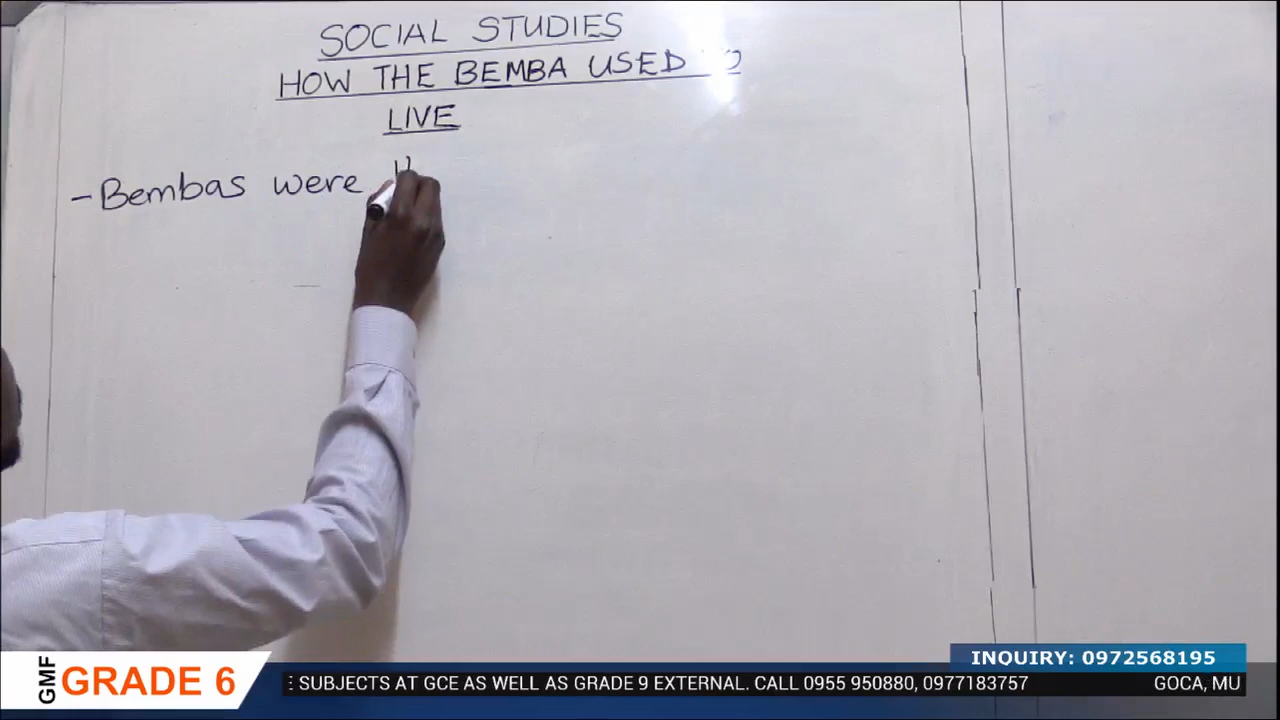 SOCIAL STUDIES
HOW THE BEMBA USED
LIVE
- Bembas were
INQUIRY: 0972568195
GMF GRADE 6
SUBJECTS AT GCE AS WELL AS GRADE 9 EXTERNAL. CALL 0955 950880, 0977183757
GOCA, MU